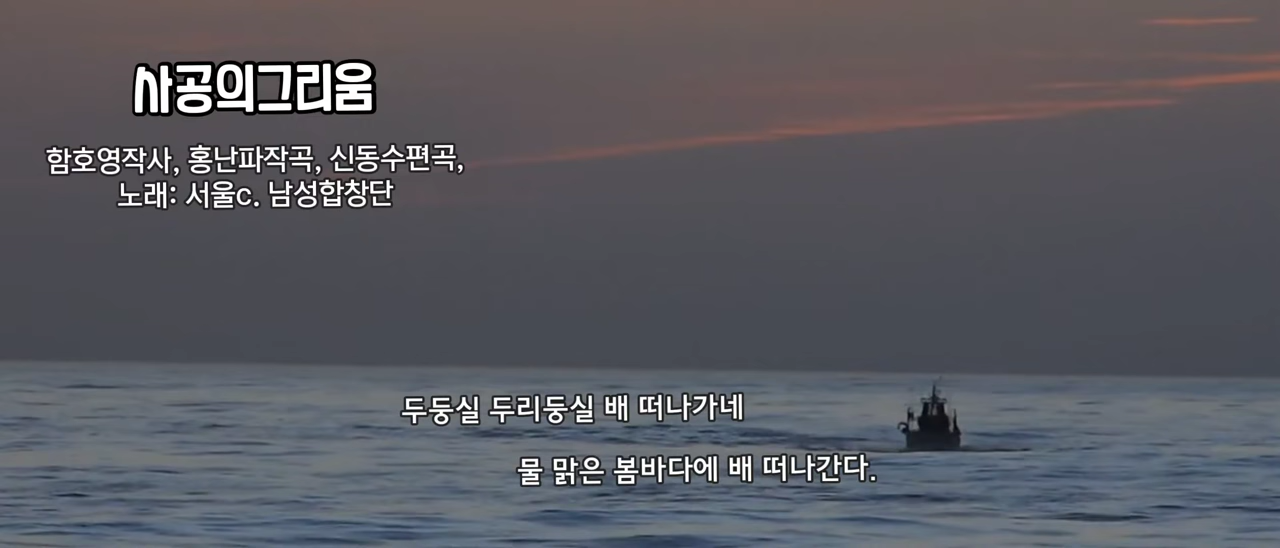 사공의그리움
함호영작사, 홍난파작곡, 신동수편곡,
노래: 서울c. 남성합창단
두둥실 두리둥실 배 떠나가네
물 맑은 봄바다에 배 떠나간다.